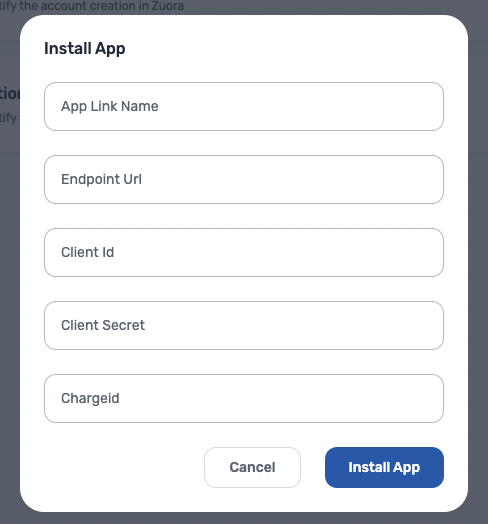 tify the account creation in Zuora
Install App
App Link Name
tion
tify
Endpoint Url
Client Id
Client Secret
Chargeid
Cancel
Install App